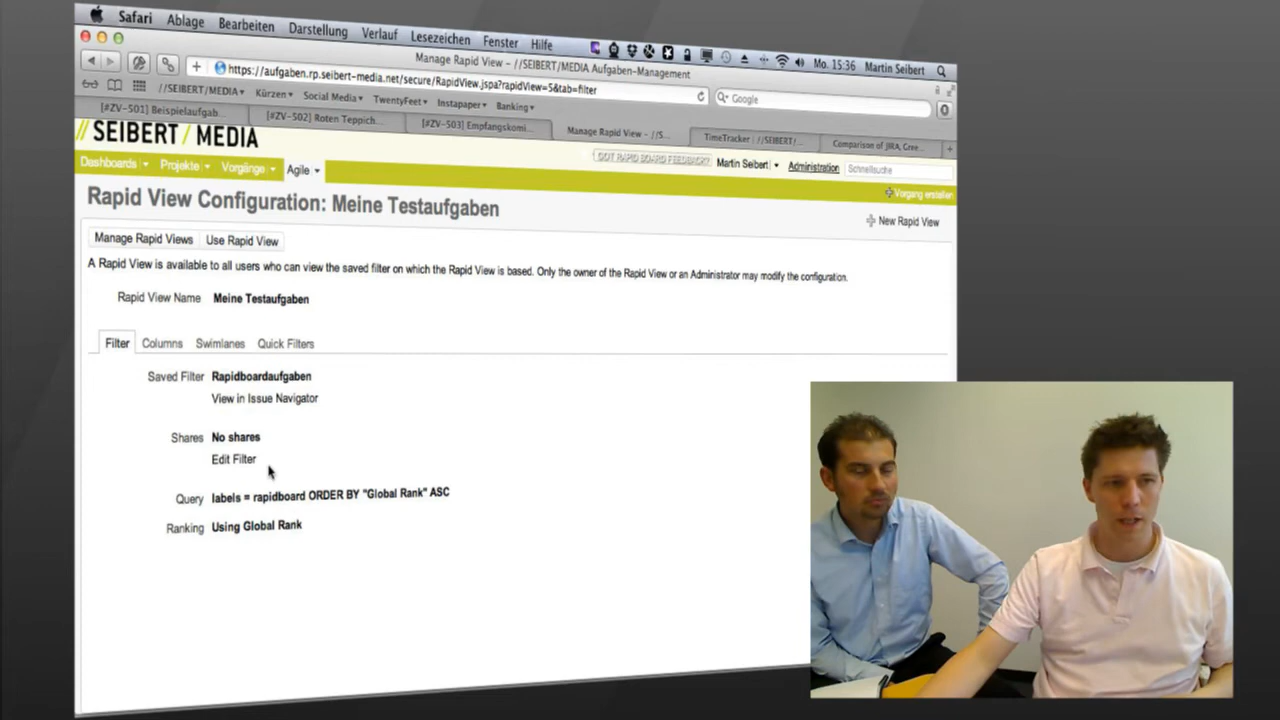 Safari Ablage Bearbeiten Darstellung Verlauf Lesezeichen Fenster Hilfe Mo. 15:36 Martin Seibert
Manage Rapid View – //SEIBERT/MEDIA Aufgaben-Management
https://aufgaben.rp.seibert-media.net/secure/RapidView.jspa?rapidView=5&tab=filter Google
//SEIBERT/MEDIA Kürzen Social Media TwentyFeet Instapaper Banking
[#ZV-501] Beispielaufgab... [#ZV-502] Roten Teppich... [#ZV-503] Empfangskomi... Manage Rapid View – //S... TimeTracker | //SEIBERT/... Comparison of JIRA, Gree...
// SEIBERT / MEDIA
GOT RAPID BOARD FEEDBACK? Martin Seibert Administration Schnellsuche
Dashboards Projekte Vorgänge Agile
Vorgang erstellen
Rapid View Configuration: Meine Testaufgaben
New Rapid View
Manage Rapid Views Use Rapid View
A Rapid View is available to all users who can view the saved filter on which the Rapid View is based. Only the owner of the Rapid View or an Administrator may modify the configuration.
Rapid View Name Meine Testaufgaben
Filter Columns Swimlanes Quick Filters
Saved Filter Rapidboardaufgaben
View in Issue Navigator
Shares No shares
Edit Filter
Query labels = rapidboard ORDER BY "Global Rank" ASC
Ranking Using Global Rank